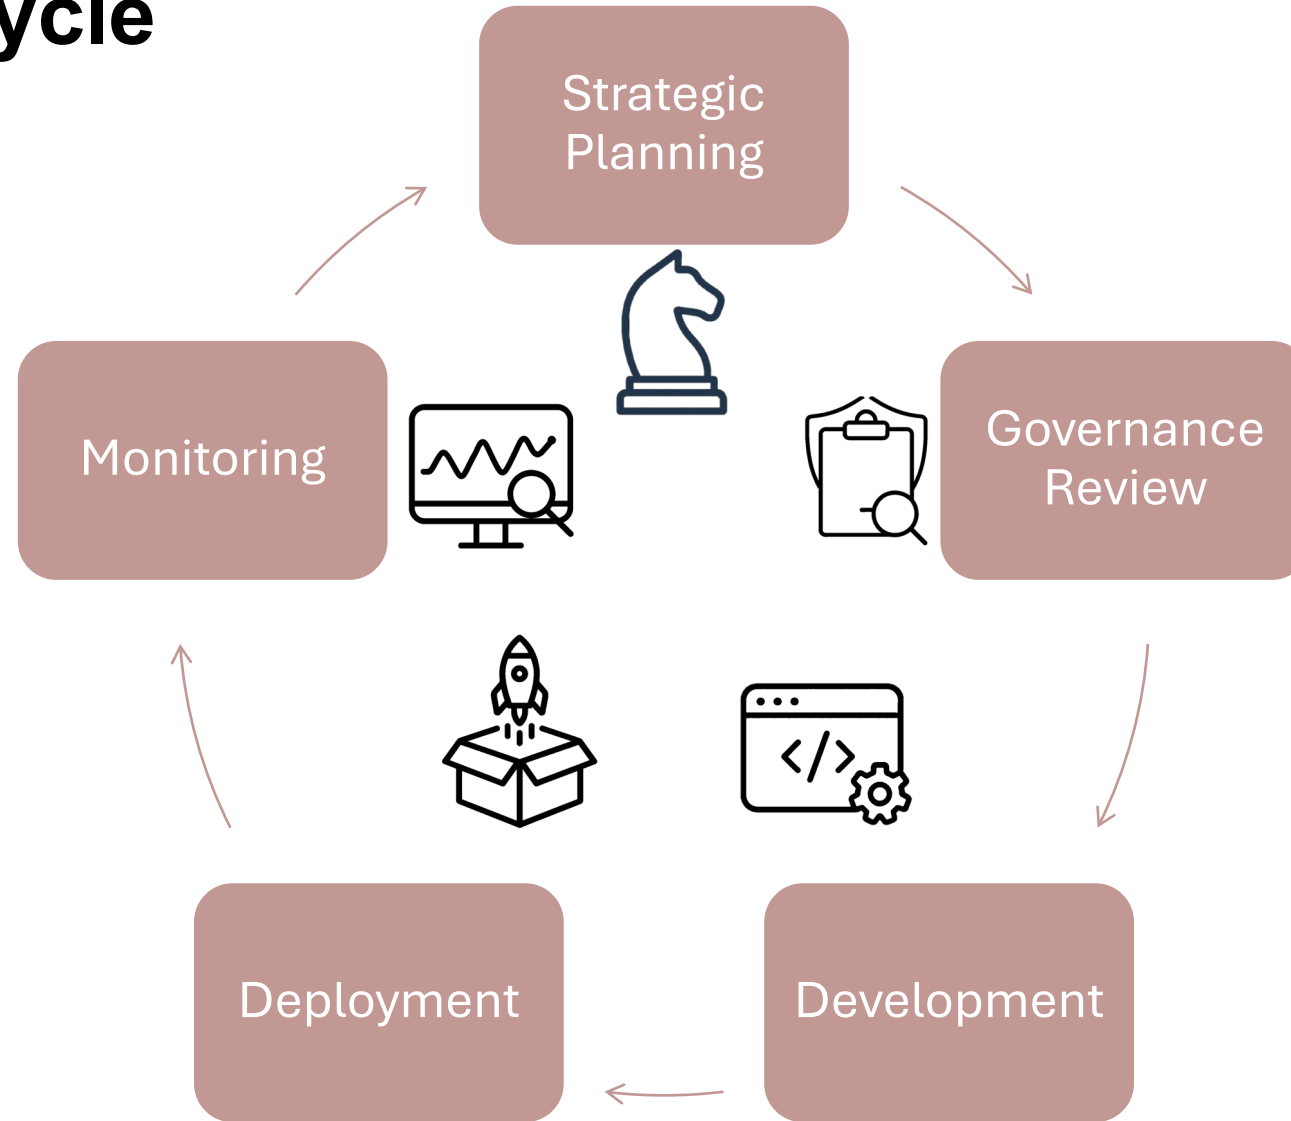 ycle
Strategic
Planning
Monitoring
Governance
Review
</>
Deployment
Development